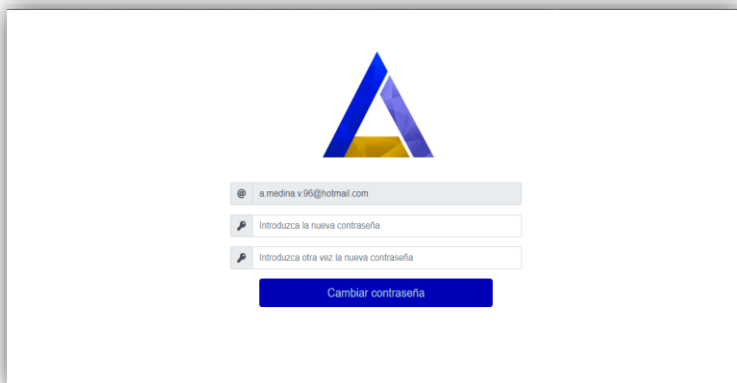 @ a.medina.v.96@hotmail.com
Introduzca la nueva contraseña
Introduzca otra vez la nueva contraseña
Cambiar contraseña